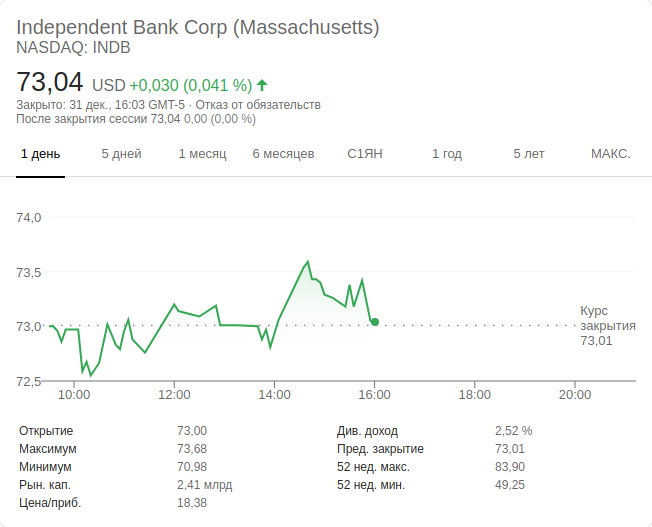 Independent Bank Corp (Massachusetts)
NASDAQ: INDB
73,04 USD +0,030 (0,041 %)
Закрыто: 31 дек., 16:03 GMT-5 · Отказ от обязательств
После закрытия сессии 73,04 0,00 (0,00 %)
1 день 5 дней 1 месяц 6 месяцев С1ЯН 1 год 5 лет МАКС.
74,0
73,5
73,0
72,5
Курс
закрытия
73,01
10:00 12:00 14:00 16:00 18:00 20:00
Открытие 73,00 Див. доход 2,52 %
Максимум 73,68 Пред. закрытие 73,01
Минимум 70,98 52 нед. макс. 83,90
Рын. кап. 2,41 млрд 52 нед. мин. 49,25
Цена/приб. 18,38